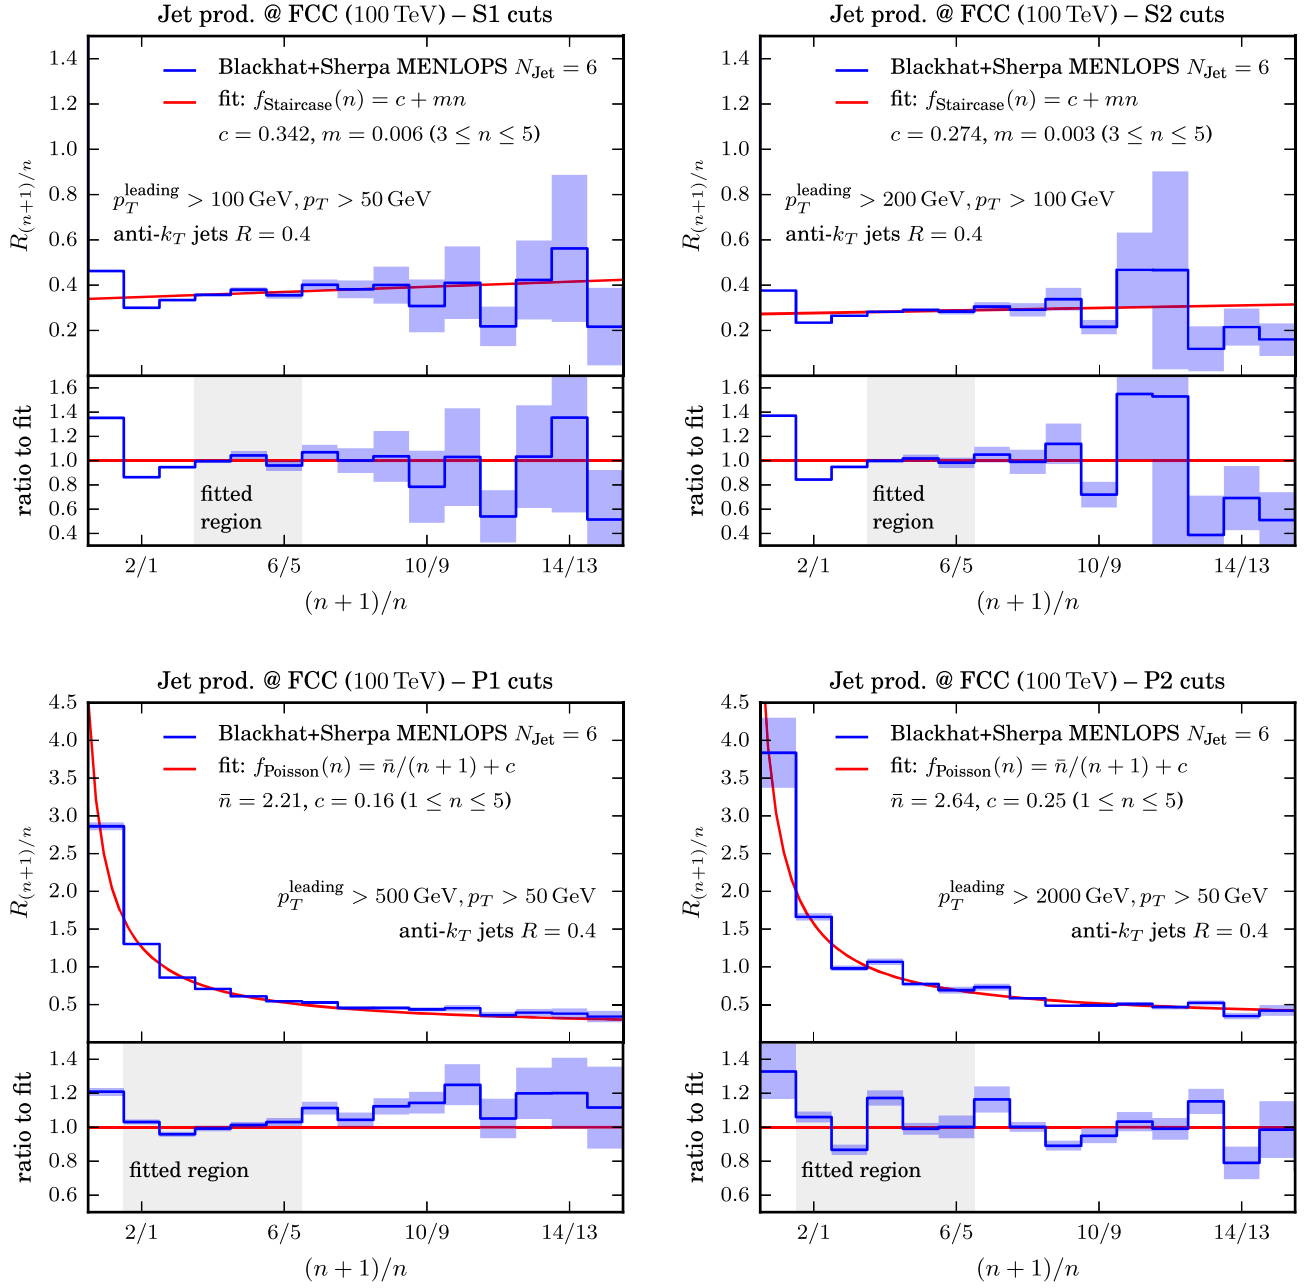 Jet prod. @ FCC (100 TeV) – S1 cuts
1.4
1.2
1.0
0.8
0.6
0.4
0.2
R(n+1)/n
Blackhat+Sherpa MENLOPS N_Jet = 6
fit: f_Staircase(n) = c + mn
c = 0.342, m = 0.006 (3 ≤ n ≤ 5)
p_T^leading > 100 GeV, p_T > 50 GeV
anti-k_T jets R = 0.4
1.6
1.4
1.2
1.0
0.8
0.6
0.4
ratio to fit
fitted
region
2/1 6/5 10/9 14/13
(n + 1)/n
Jet prod. @ FCC (100 TeV) – S2 cuts
1.4
1.2
1.0
0.8
0.6
0.4
0.2
R(n+1)/n
Blackhat+Sherpa MENLOPS N_Jet = 6
fit: f_Staircase(n) = c + mn
c = 0.274, m = 0.003 (3 ≤ n ≤ 5)
p_T^leading > 200 GeV, p_T > 100 GeV
anti-k_T jets R = 0.4
1.6
1.4
1.2
1.0
0.8
0.6
0.4
ratio to fit
fitted
region
2/1 6/5 10/9 14/13
(n + 1)/n
Jet prod. @ FCC (100 TeV) – P1 cuts
4.5
4.0
3.5
3.0
2.5
2.0
1.5
1.0
0.5
R(n+1)/n
Blackhat+Sherpa MENLOPS N_Jet = 6
fit: f_Poisson(n) = n̄/(n + 1) + c
n̄ = 2.21, c = 0.16 (1 ≤ n ≤ 5)
p_T^leading > 500 GeV, p_T > 50 GeV
anti-k_T jets R = 0.4
1.4
1.2
1.0
0.8
0.6
ratio to fit
fitted region
2/1 6/5 10/9 14/13
(n + 1)/n
Jet prod. @ FCC (100 TeV) – P2 cuts
4.5
4.0
3.5
3.0
2.5
2.0
1.5
1.0
0.5
R(n+1)/n
Blackhat+Sherpa MENLOPS N_Jet = 6
fit: f_Poisson(n) = n̄/(n + 1) + c
n̄ = 2.64, c = 0.25 (1 ≤ n ≤ 5)
p_T^leading > 2000 GeV, p_T > 50 GeV
anti-k_T jets R = 0.4
1.4
1.2
1.0
0.8
0.6
ratio to fit
fitted region
2/1 6/5 10/9 14/13
(n + 1)/n